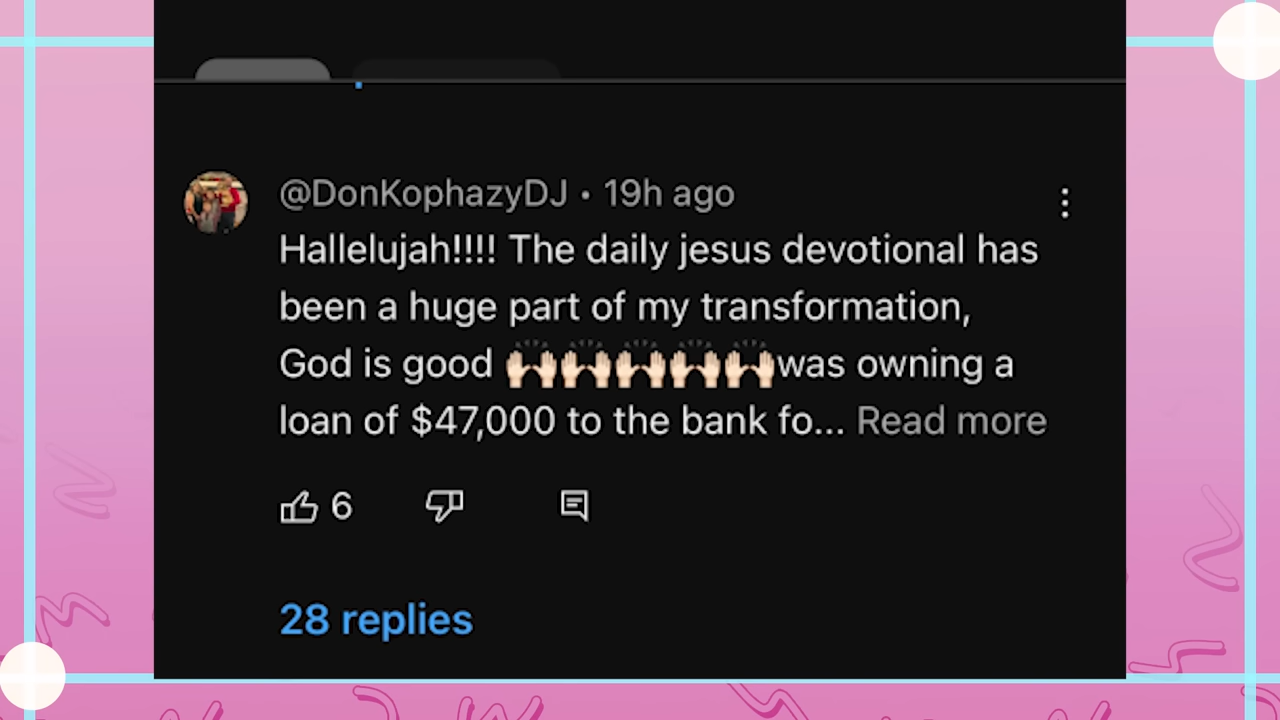 @DonKophazyDJ • 19h ago
Hallelujah!!!! The daily jesus devotional has
been a huge part of my transformation,
God is good 🙌🏻🙌🏻🙌🏻🙌🏻🙌🏻was owning a
loan of $47,000 to the bank fo... Read more
6
28 replies